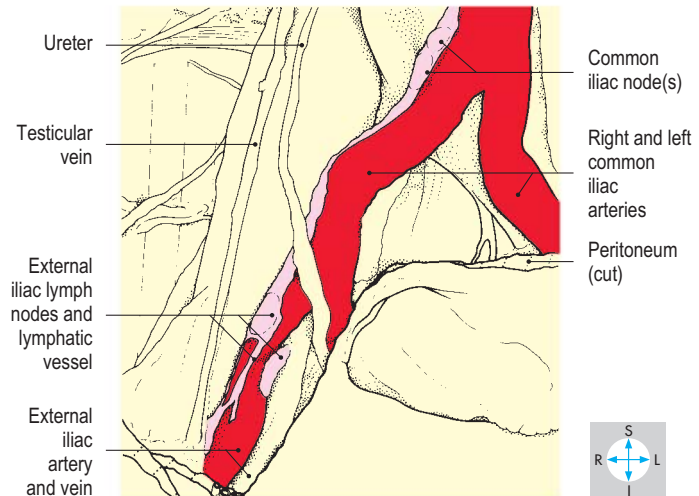 Ureter
Testicular
vein
External
iliac lymph
nodes and
lymphatic
vessel
External
iliac
artery
and vein
Common
iliac node(s)
Right and left
common
iliac
arteries
Peritoneum
(cut)
S
R L
I